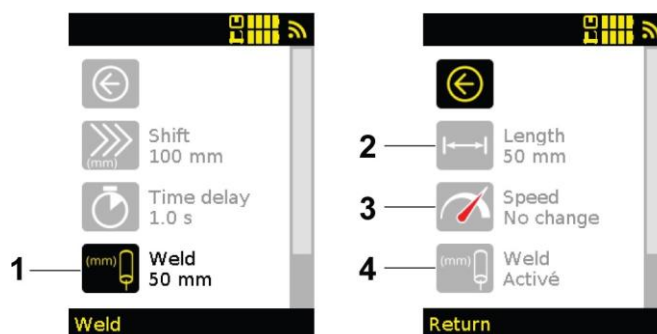 Shift
(mm)
100 mm
Time delay
1.0 s
1
(mm)
Weld
50 mm
Weld
2
Length
50 mm
3
Speed
No change
4
(mm)
Weld
Activé
Return